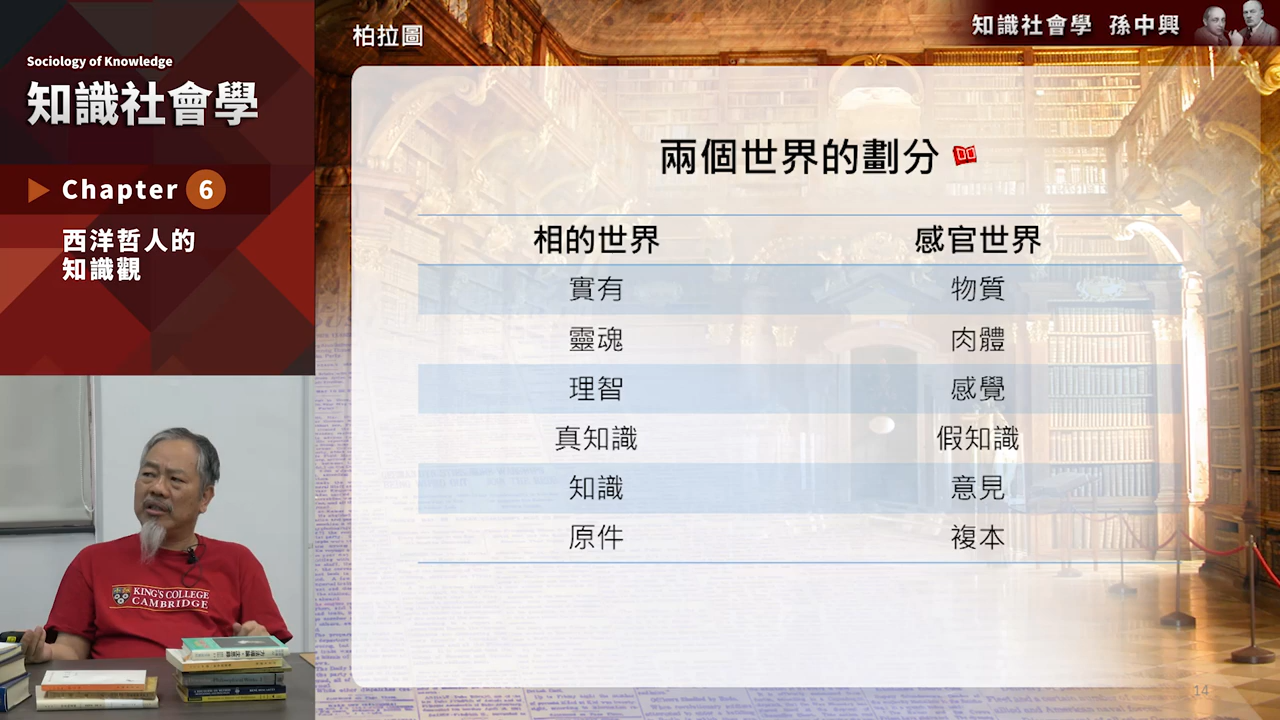 Sociology of Knowledge
知識社會學
Chapter 6
西洋哲人的
知識觀
KING'S COLLEGE
CAMBRIDGE
柏拉圖
知識社會學 孫中興
兩個世界的劃分
相的世界 感官世界
實有 物質
靈魂 肉體
理智 感覺
真知識 假知識
知識 意見
原件 複本
14